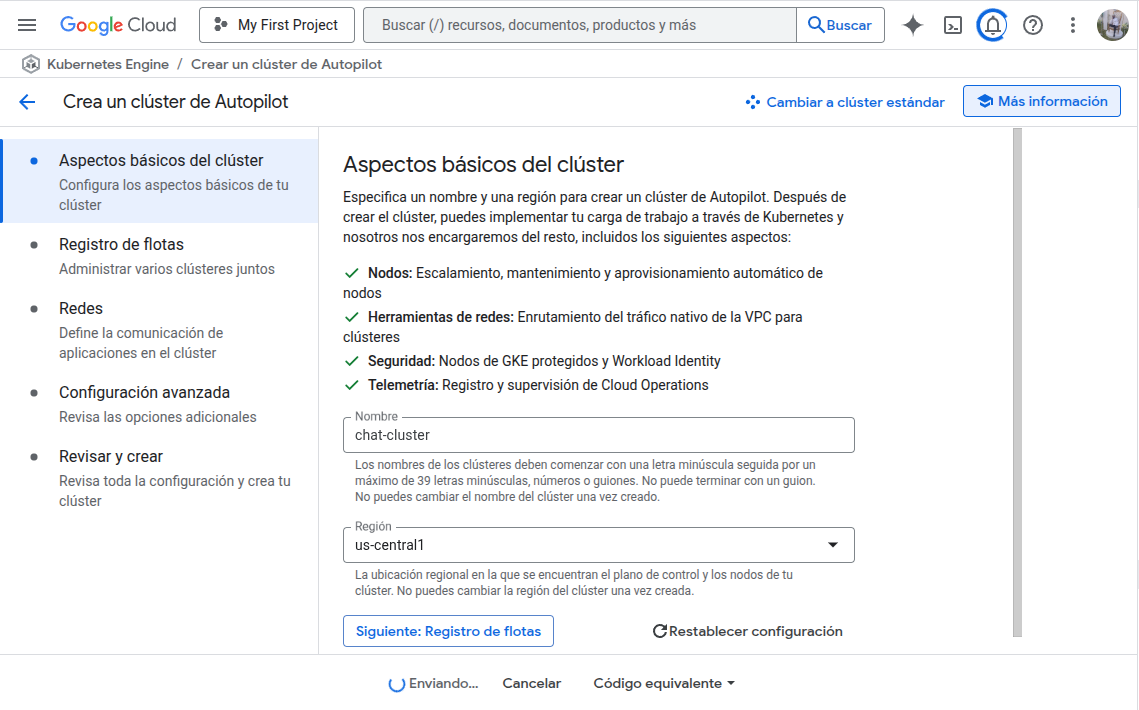 Google Cloud
My First Project
Buscar (/) recursos, documentos, productos y más
Buscar
Kubernetes Engine / Crear un clúster de Autopilot
Crea un clúster de Autopilot
Cambiar a clúster estándar
Más información
Aspectos básicos del clúster
Configura los aspectos básicos de tu
clúster
Registro de flotas
Administrar varios clústeres juntos
Redes
Define la comunicación de
aplicaciones en el clúster
Configuración avanzada
Revisa las opciones adicionales
Revisar y crear
Revisa toda la configuración y crea tu
clúster
Aspectos básicos del clúster
Especifica un nombre y una región para crear un clúster de Autopilot. Después de
crear el clúster, puedes implementar tu carga de trabajo a través de Kubernetes y
nosotros nos encargaremos del resto, incluidos los siguientes aspectos:
Nodos: Escalamiento, mantenimiento y aprovisionamiento automático de
nodos
Herramientas de redes: Enrutamiento del tráfico nativo de la VPC para
clústeres
Seguridad: Nodos de GKE protegidos y Workload Identity
Telemetría: Registro y supervisión de Cloud Operations
Nombre
chat-cluster
Los nombres de los clústeres deben comenzar con una letra minúscula seguida por un
máximo de 39 letras minúsculas, números o guiones. No puede terminar con un guion.
No puedes cambiar el nombre del clúster una vez creado.
Región
us-central1
La ubicación regional en la que se encuentran el plano de control y los nodos de tu
clúster. No puedes cambiar la región del clúster una vez creada.
Siguiente: Registro de flotas
Restablecer configuración
Enviando...
Cancelar
Código equivalente